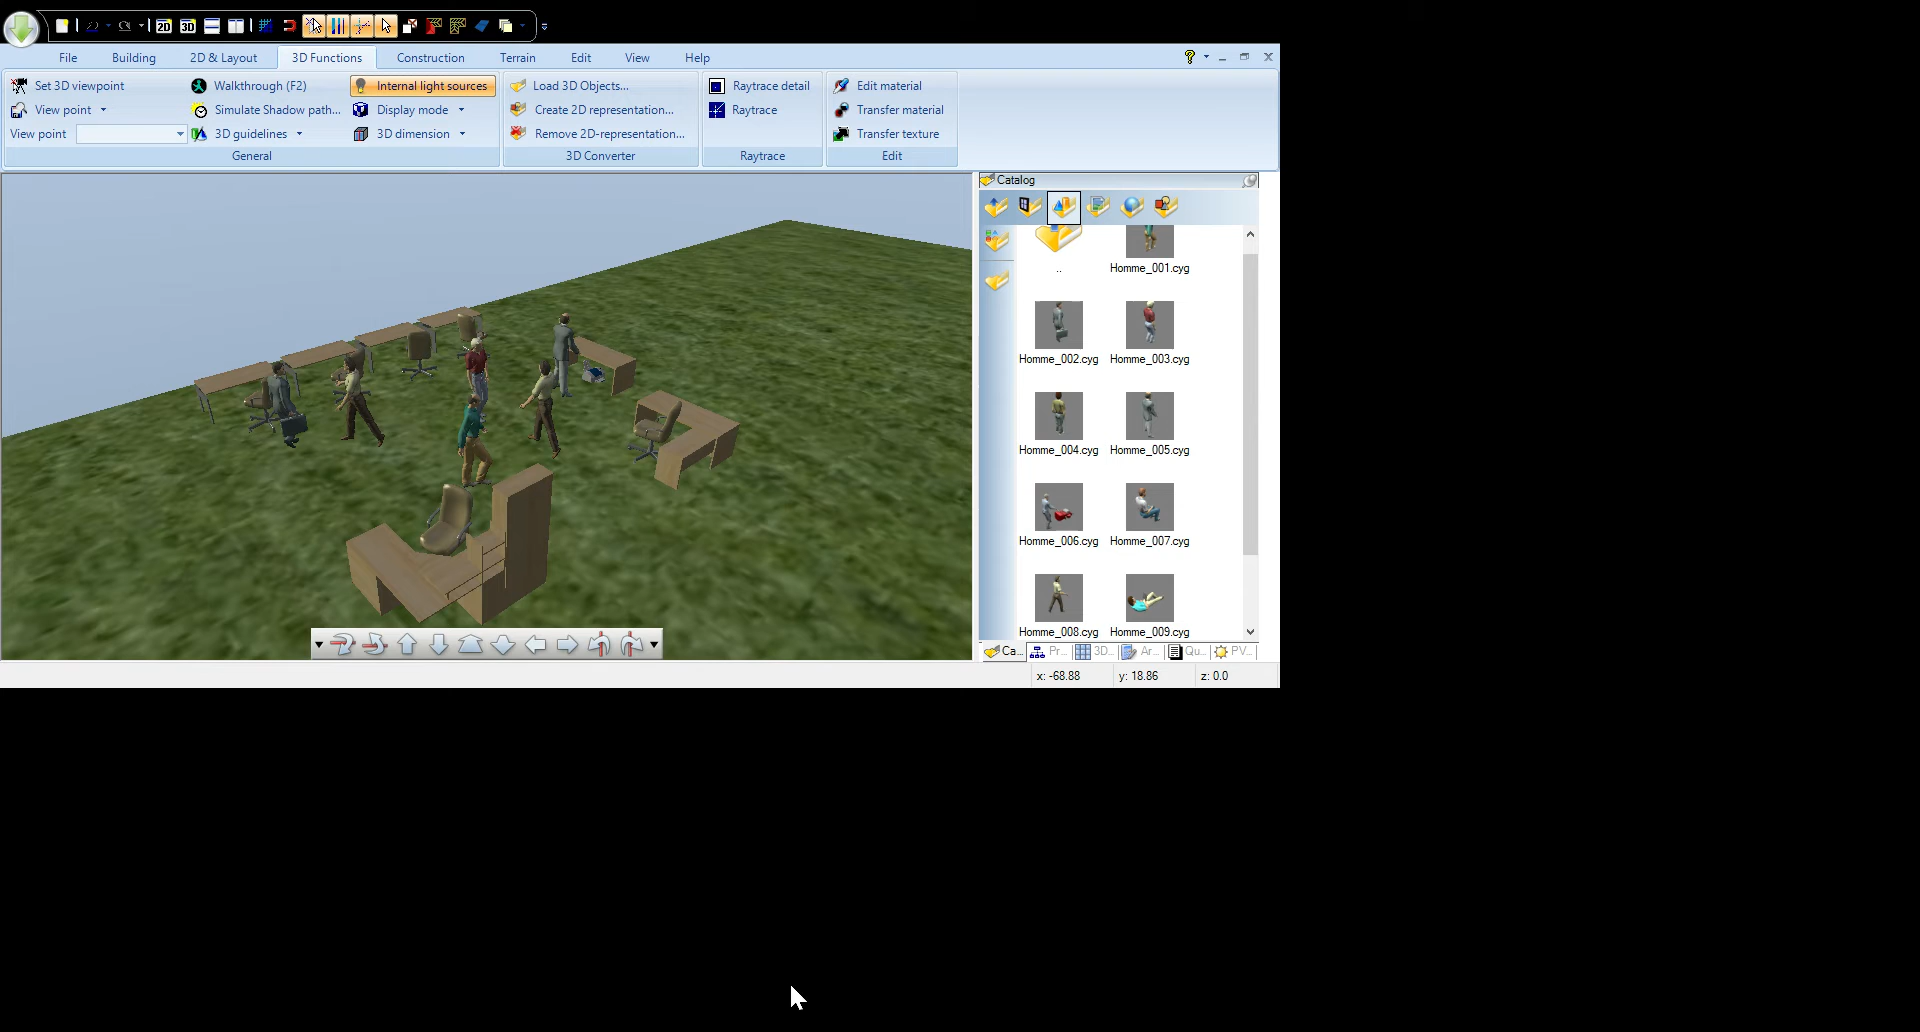 2D 3D
File Building 2D & Layout 3D Functions Construction Terrain Edit View Help
Set 3D viewpoint Walkthrough (F2) Internal light sources Load 3D Objects... Raytrace detail Edit material
View point Simulate Shadow path... Display mode Create 2D representation... Raytrace Transfer material
View point 3D guidelines 3D dimension Remove 2D-representation... Transfer texture
General 3D Converter Raytrace Edit
Catalog
.. Homme_001.cyg
Homme_002.cyg Homme_003.cyg
Homme_004.cyg Homme_005.cyg
Homme_006.cyg Homme_007.cyg
Homme_008.cyg Homme_009.cyg
Ca... Pr... 3D... Ar... Qu... PV...
x: -68.88 y: 18.86 z: 0.0